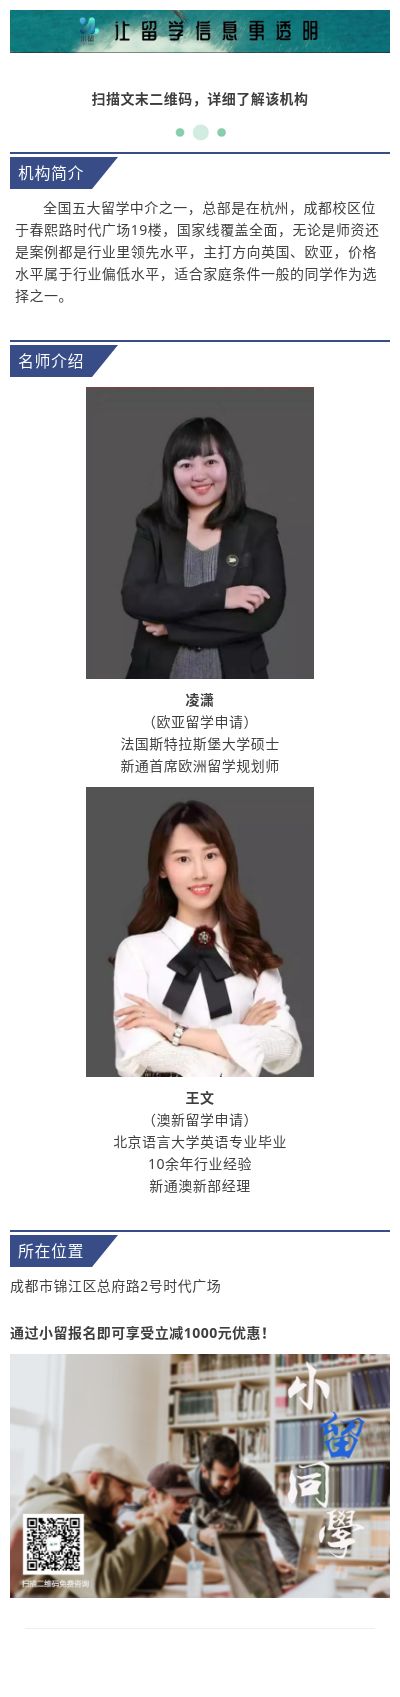 小留
让留学信息更透明
扫描文末二维码，详细了解该机构
机构简介
全国五大留学中介之一，总部是在杭州，成都校区位
于春熙路时代广场19楼，国家线覆盖全面，无论是师资还
是案例都是行业里领先水平，主打方向英国、欧亚，价格
水平属于行业偏低水平，适合家庭条件一般的同学作为选
择之一。
名师介绍
凌潇
（欧亚留学申请）
法国斯特拉斯堡大学硕士
新通首席欧洲留学规划师
王文
（澳新留学申请）
北京语言大学英语专业毕业
10余年行业经验
新通澳新部经理
所在位置
成都市锦江区总府路2号时代广场
通过小留报名即可享受立减1000元优惠！
小留同學
扫描二维码免费咨询